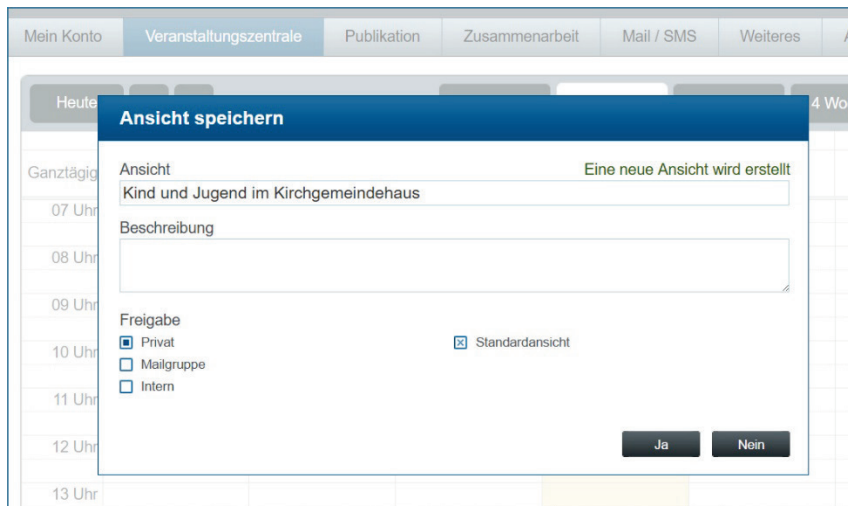 Mein Konto Veranstaltungszentrale Publikation Zusammenarbeit Mail / SMS Weiteres
Heute 4 Wo
Ansicht speichern
Ganztägig
Ansicht Eine neue Ansicht wird erstellt
Kind und Jugend im Kirchgemeindehaus
07 Uhr
Beschreibung
08 Uhr
09 Uhr
Freigabe
Privat Standardansicht
10 Uhr
Mailgruppe
Intern
11 Uhr
12 Uhr
Ja Nein
13 Uhr